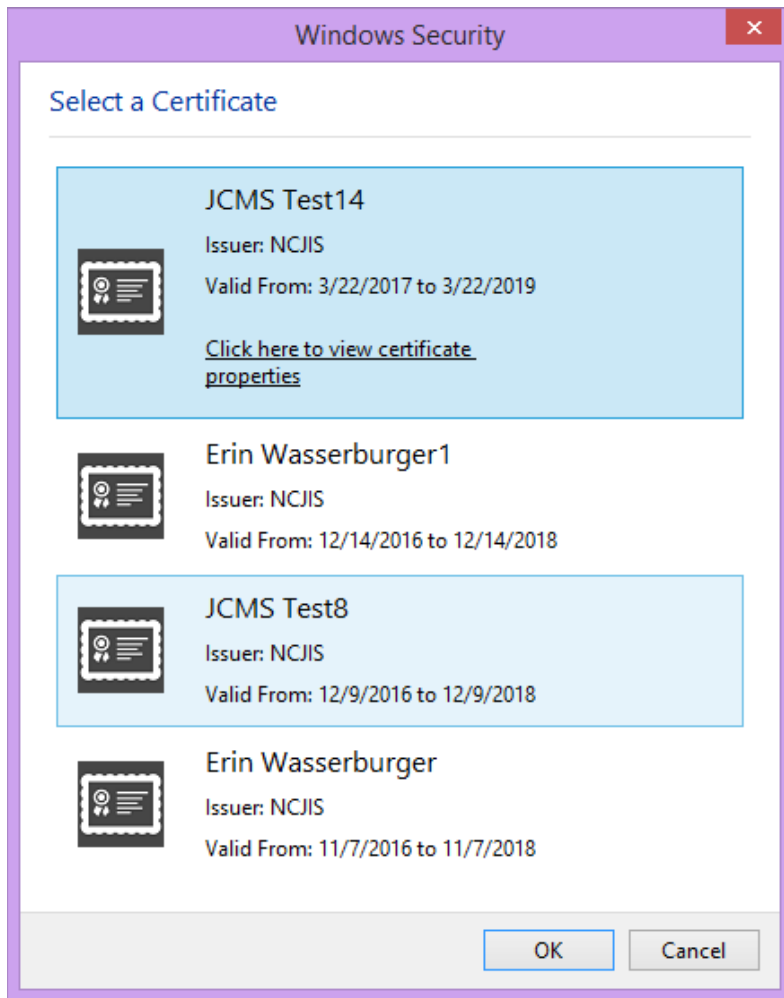 Windows Security
Select a Certificate
JCMS Test14
Issuer: NCJIS
Valid From: 3/22/2017 to 3/22/2019
Click here to view certificate
properties
Erin Wasserburger1
Issuer: NCJIS
Valid From: 12/14/2016 to 12/14/2018
JCMS Test8
Issuer: NCJIS
Valid From: 12/9/2016 to 12/9/2018
Erin Wasserburger
Issuer: NCJIS
Valid From: 11/7/2016 to 11/7/2018
OK Cancel